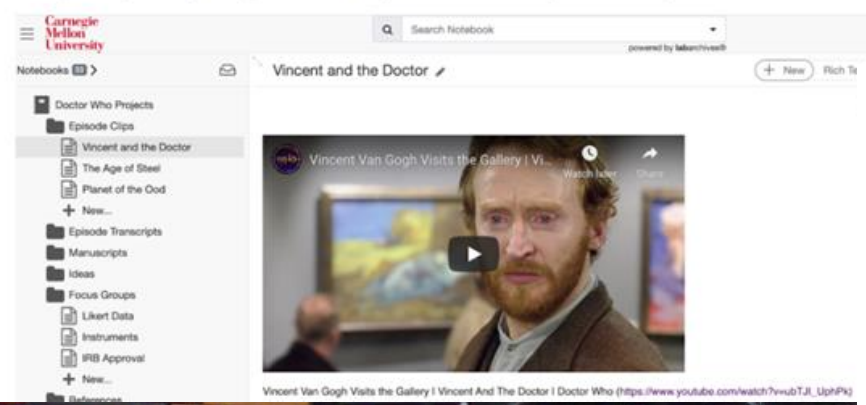 Carnegie
Mellon
University
Search Notebook
powered by labarchives®
Notebooks 53 >
Vincent and the Doctor
+ New
Rich Te
Doctor Who Projects
Episode Clips
Vincent and the Doctor
The Age of Steel
Planet of the Ood
+ New...
Episode Transcripts
Manuscripts
Ideas
Focus Groups
Likert Data
Instruments
IRB Approval
+ New...
References
Vincent Van Gogh Visits the Gallery | Vi...
Watch later
Share
Vincent Van Gogh Visits the Gallery | Vincent And The Doctor | Doctor Who (https://www.youtube.com/watch?v=ubTJI_UphPk)